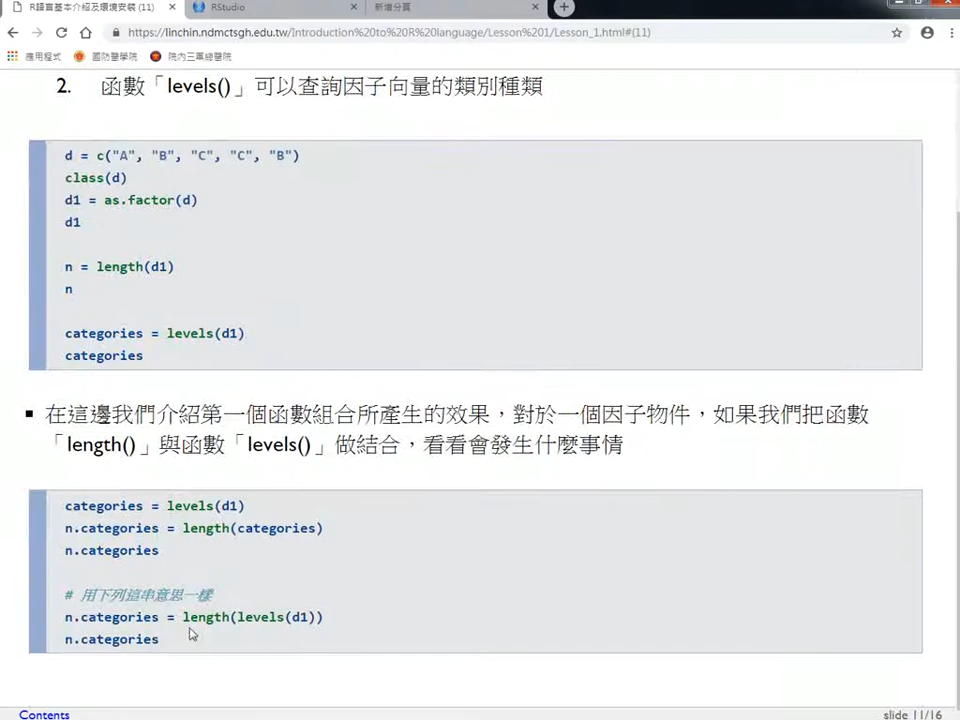 R語言基本介紹及環境安裝 (11)
RStudio
新增分頁
https://linchin.ndmctsgh.edu.tw/Introduction%20to%20R%20language/Lesson%201/Lesson_1.html#(11)
應用程式
國防醫學院
院內三軍總醫院
2. 函數「levels()」可以查詢因子向量的類別種類
d = c("A", "B", "C", "C", "B")
class(d)
d1 = as.factor(d)
d1
n = length(d1)
n
categories = levels(d1)
categories
▪ 在這邊我們介紹第一個函數組合所產生的效果，對於一個因子物件，如果我們把函數
「length()」與函數「levels()」做結合，看看會發生什麼事情
categories = levels(d1)
n.categories = length(categories)
n.categories
# 用下列這串意思一樣
n.categories = length(levels(d1))
n.categories
Contents
slide 11/16